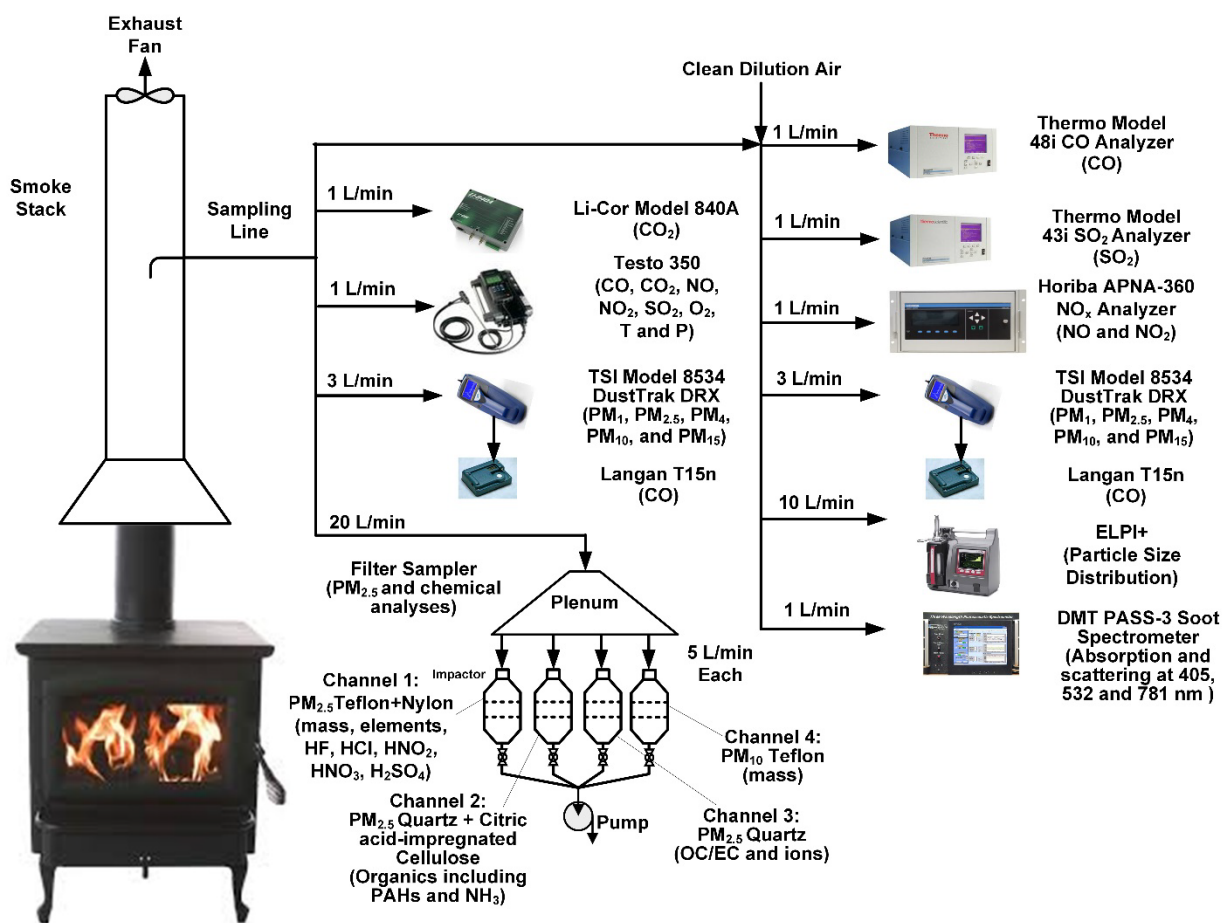 Exhaust
Fan
Smoke
Stack
Sampling
Line
Clean Dilution Air
1 L/min
Li-Cor Model 840A
(CO₂)
1 L/min
Testo 350
(CO, CO₂, NO,
NO₂, SO₂, O₂,
T and P)
3 L/min
TSI Model 8534
DustTrak DRX
(PM₁, PM₂.₅, PM₄,
PM₁₀, and PM₁₅)
Langan T15n
(CO)
20 L/min
Filter Sampler
(PM₂.₅ and chemical
analyses)
Plenum
5 L/min
Each
Impactor
Channel 1:
PM₂.₅Teflon+Nylon
(mass, elements,
HF, HCl, HNO₂,
HNO₃, H₂SO₄)
Channel 2:
PM₂.₅ Quartz + Citric
acid-impregnated
Cellulose
(Organics including
PAHs and NH₃)
Pump
Channel 3:
PM₂.₅ Quartz
(OC/EC and ions)
Channel 4:
PM₁₀ Teflon
(mass)
1 L/min
Thermo Model
48i CO Analyzer
(CO)
1 L/min
Thermo Model
43i SO₂ Analyzer
(SO₂)
1 L/min
Horiba APNA-360
NOₓ Analyzer
(NO and NO₂)
3 L/min
TSI Model 8534
DustTrak DRX
(PM₁, PM₂.₅, PM₄,
PM₁₀, and PM₁₅)
Langan T15n
(CO)
10 L/min
ELPI+
(Particle Size
Distribution)
1 L/min
DMT PASS-3 Soot
Spectrometer
(Absorption and
scattering at 405,
532 and 781 nm )